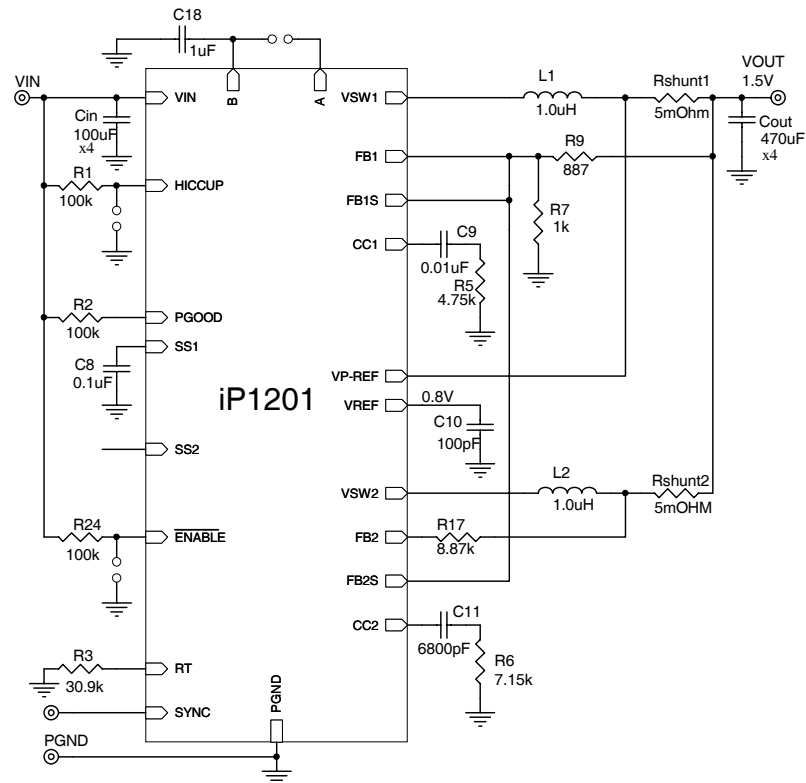 C18
1uF
VIN
B
A
L1
1.0uH
Rshunt1
5mOhm
VOUT
1.5V
VIN
VSW1
Cin
100uF
x4
Cout
470uF
x4
FB1
R9
887
R1
100k
HICCUP
FB1S
R7
1k
CC1
C9
0.01uF
R5
4.75k
R2
100k
PGOOD
SS1
C8
0.1uF
iP1201
VP-REF
VREF
0.8V
C10
100pF
SS2
VSW2
L2
1.0uH
Rshunt2
5mOHM
R24
100k
ENABLE
FB2
R17
8.87k
FB2S
CC2
C11
6800pF
R6
7.15k
R3
30.9k
RT
SYNC
PGND
PGND